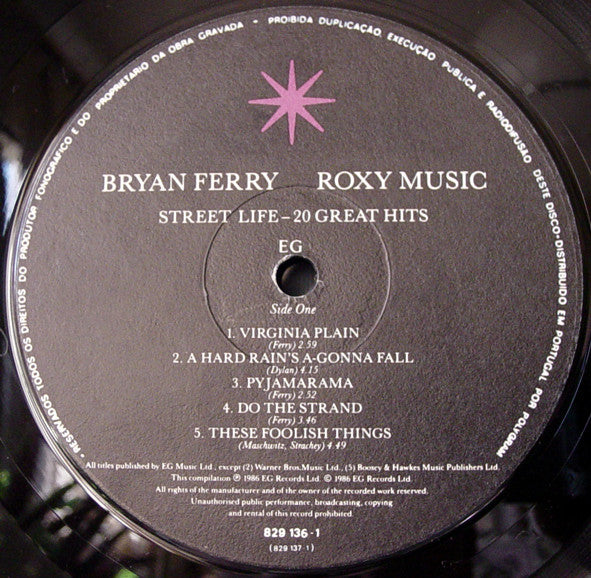 • RESERVADOS TODOS OS DIREITOS DO PRODUTOR FONOGRAFICO E DO PROPRIETARIO DA OBRA GRAVADA • PROIBIDA DUPLICAÇÃO, EXECUÇÃO PUBLICA E RADIODIFUSÃO DESTE DISCO • DISTRIBUIDO EM PORTUGAL POR POLYGRAM
BRYAN FERRY ROXY MUSIC
STREET LIFE – 20 GREAT HITS
EG
Side One
1. VIRGINIA PLAIN
(Ferry) 2.59
2. A HARD RAIN'S A-GONNA FALL
(Dylan) 4.15
3. PYJAMARAMA
(Ferry) 2.52
4. DO THE STRAND
(Ferry) 3.46
5. THESE FOOLISH THINGS
(Maschwitz, Strachey) 4.49
All titles published by EG Music Ltd., except (2) Warner Bros. Music Ltd., (5) Boosey & Hawkes Music Publishers Ltd.
This compilation ℗ 1986 EG Records Ltd. © 1986 EG Records Ltd.
All rights of the manufacturer and of the owner of the recorded work reserved.
Unauthorised public performance, broadcasting, copying
and rental of this record prohibited.
829 136-1
(829 137-1)